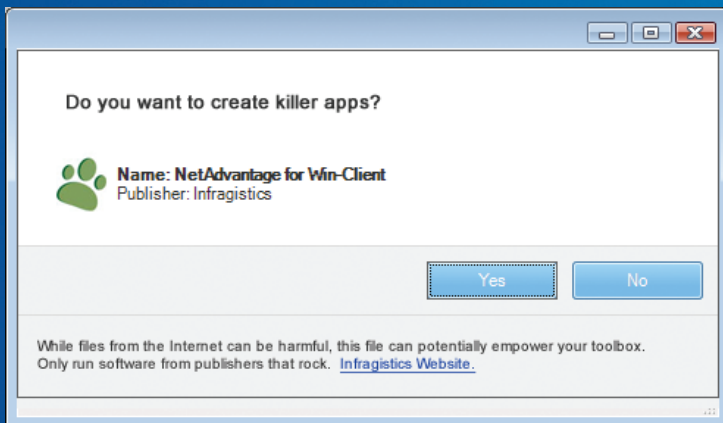 Do you want to create killer apps?
Name: NetAdvantage for Win-Client
Publisher: Infragistics
Yes No
While files from the Internet can be harmful, this file can potentially empower your toolbox.
Only run software from publishers that rock. Infragistics Website.